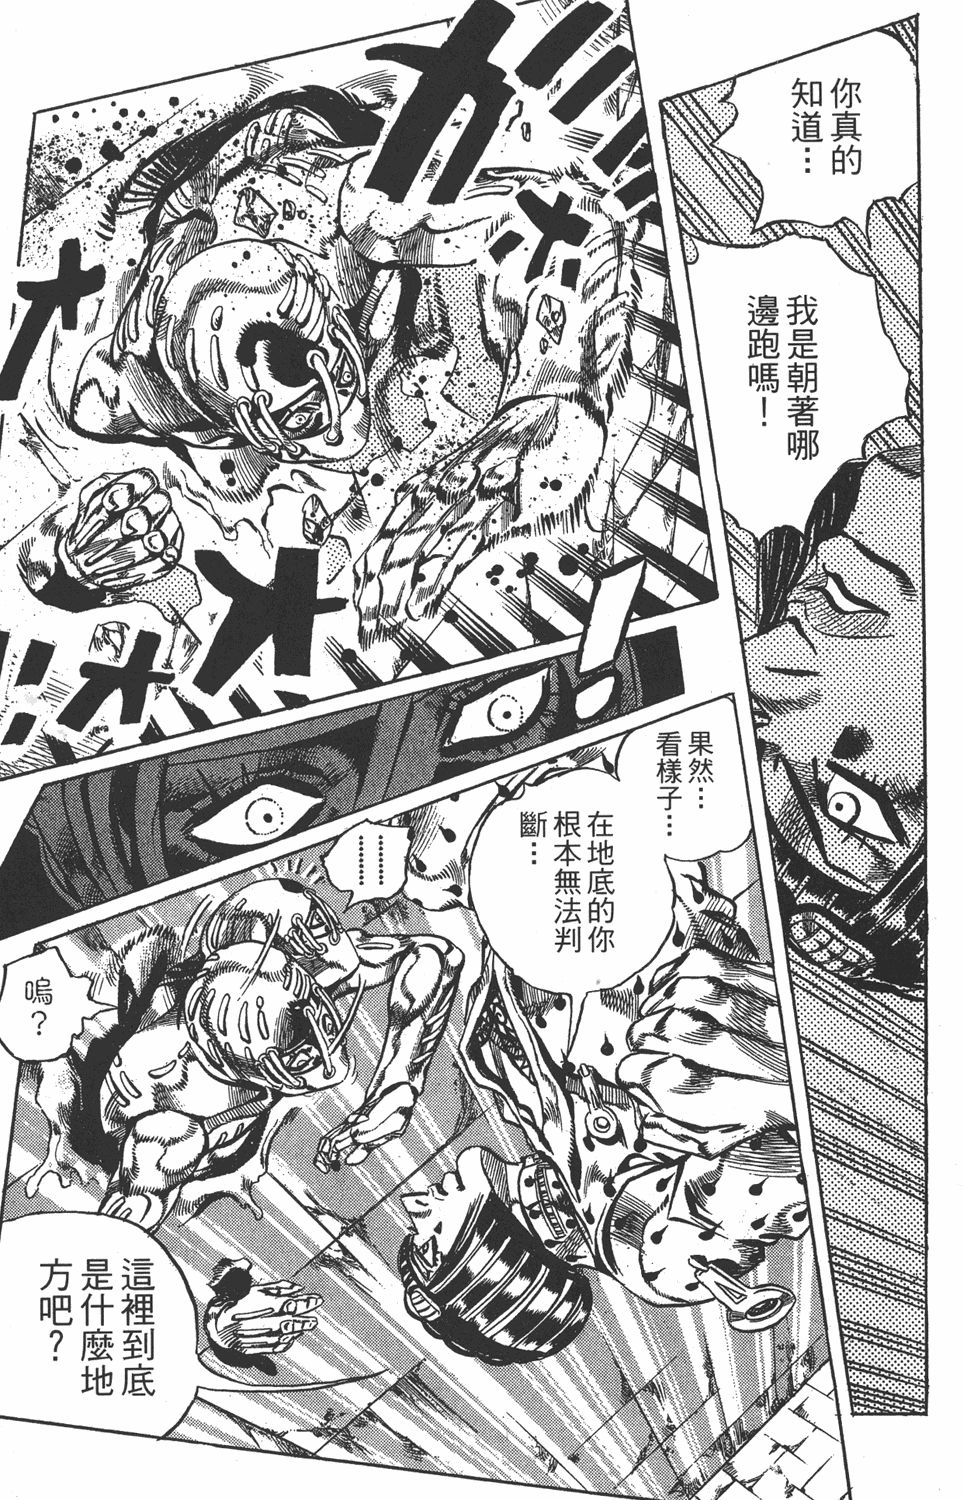 你真的
知道…
我是朝著哪
邊跑嗎！
ガ
オ
オ
！
果然…
看樣子…
在地底的你
根本無法判
斷…
………
嗚？
這裡到底
是什麼地
方吧？